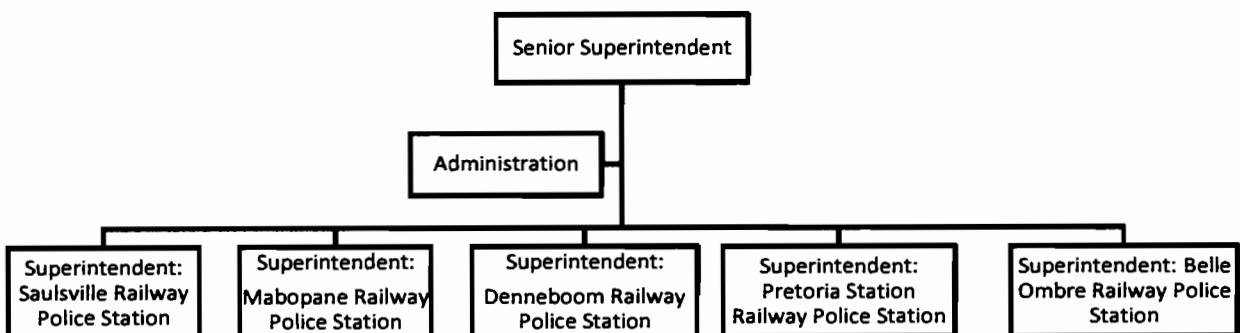 Senior Superintendent
Administration
Superintendent:
Saulsville Railway
Police Station
Superintendent:
Mabopane Railway
Police Station
Superintendent:
Denneboom Railway
Police Station
Superintendent:
Pretoria Station
Railway Police Station
Superintendent: Belle
Ombre Railway Police
Station